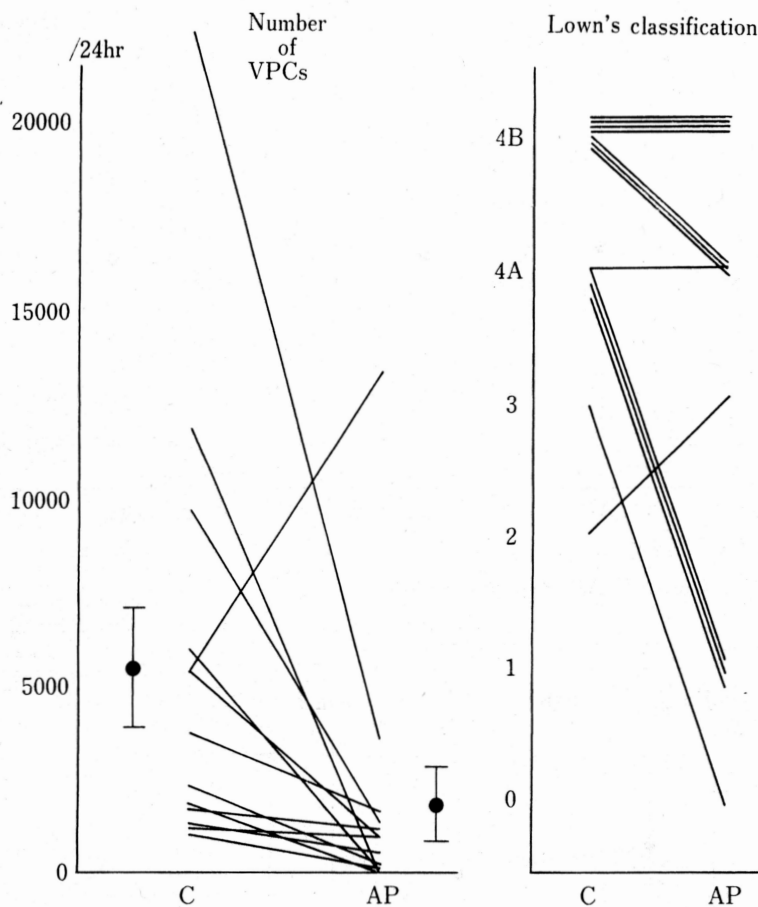 Number
of
VPCs
/24hr
20000
15000
10000
5000
0
C
AP
Lown's classification
4B
4A
3
2
1
0
C
AP